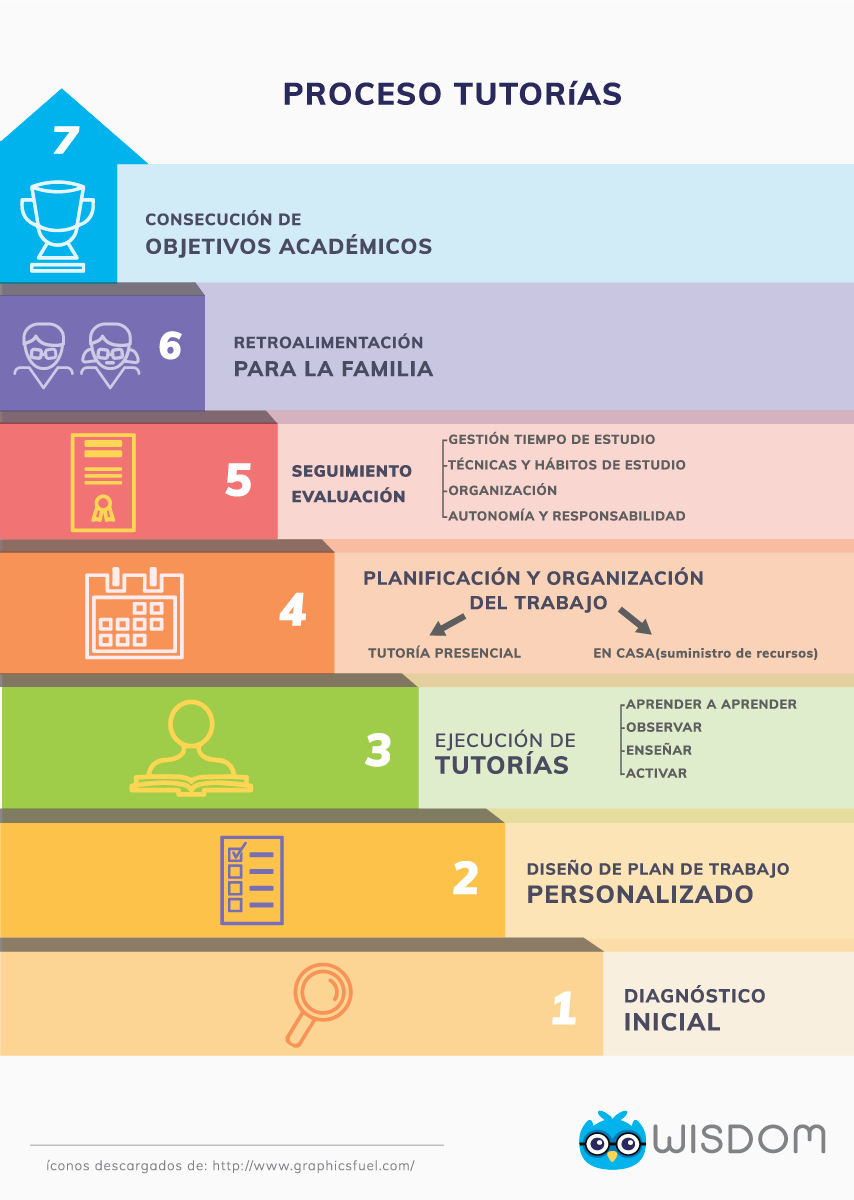 PROCESO TUTORíAS
7
CONSECUCIÓN DE
OBJETIVOS ACADÉMICOS
6
RETROALIMENTACIÓN
PARA LA FAMILIA
5
SEGUIMIENTO
EVALUACIÓN
GESTIÓN TIEMPO DE ESTUDIO
TÉCNICAS Y HÁBITOS DE ESTUDIO
ORGANIZACIÓN
AUTONOMÍA Y RESPONSABILIDAD
4
PLANIFICACIÓN Y ORGANIZACIÓN
DEL TRABAJO
TUTORÍA PRESENCIAL
EN CASA(suministro de recursos)
3
EJECUCIÓN DE
TUTORÍAS
APRENDER A APRENDER
OBSERVAR
ENSEÑAR
ACTIVAR
2
DISEÑO DE PLAN DE TRABAJO
PERSONALIZADO
1
DIAGNÓSTICO
INICIAL
WISDOM
íconos descargados de: http://www.graphicsfuel.com/